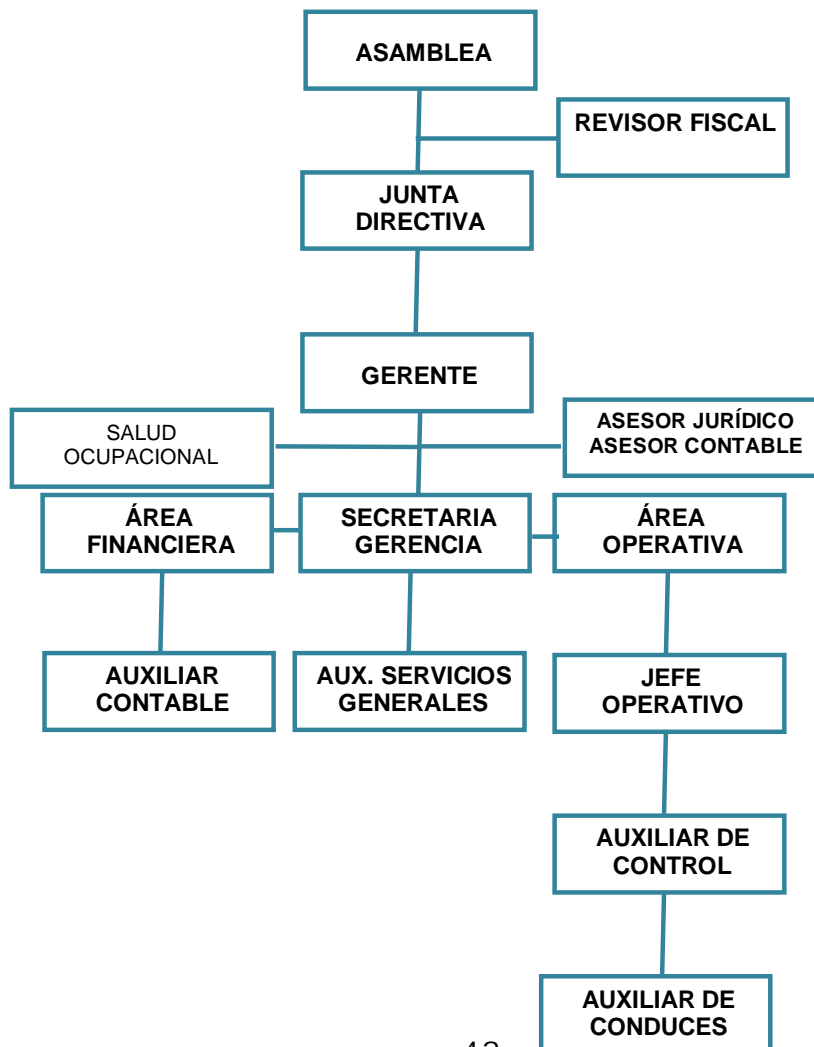 ASAMBLEA
REVISOR FISCAL
JUNTA
DIRECTIVA
GERENTE
SALUD
OCUPACIONAL
ASESOR JURÍDICO
ASESOR CONTABLE
ÁREA
FINANCIERA
SECRETARIA
GERENCIA
ÁREA
OPERATIVA
AUXILIAR
CONTABLE
AUX. SERVICIOS
GENERALES
JEFE
OPERATIVO
AUXILIAR DE
CONTROL
AUXILIAR DE
CONDUCES